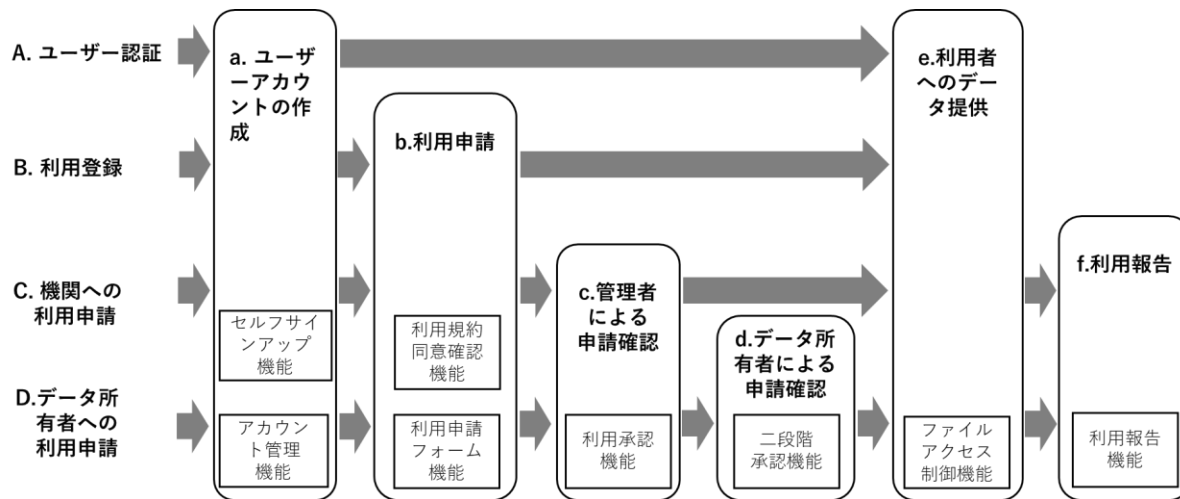 A. ユーザー認証
B. 利用登録
C. 機関への
利用申請
D.データ所
有者への
利用申請
a. ユーザ
ーアカウ
ントの作
成
セルフサイ
ンアップ
機能
アカウン
ト管理
機能
b.利用申請
利用規約
同意確認
機能
利用申請
フォーム
機能
c.管理者
による
申請確認
利用承認
機能
d.データ所
有者による
申請確認
二段階
承認機能
e.利用者
へのデー
タ提供
ファイル
アクセス
制御機能
f.利用報告
利用報告
機能